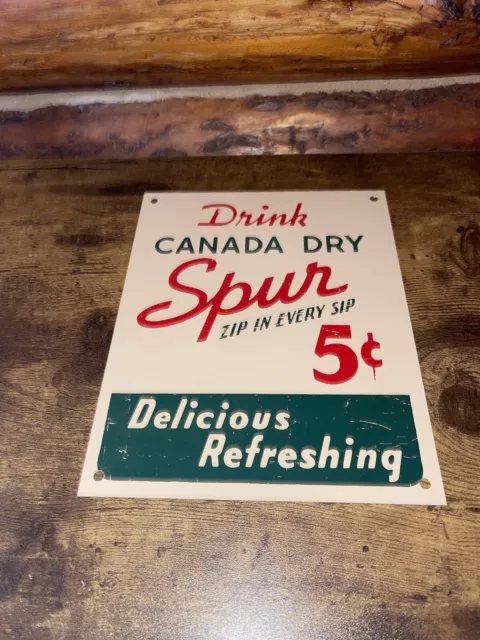 Drink
CANADA DRY
Spur
ZIP IN EVERY SIP
5¢
Delicious
Refreshing